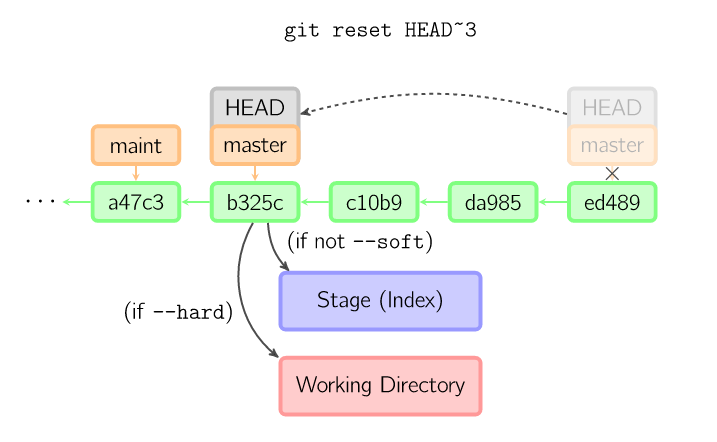 git reset HEAD~3
HEAD HEAD
maint master master
··· a47c3 b325c c10b9 da985 ed489
(if not --soft)
Stage (Index)
(if --hard)
Working Directory